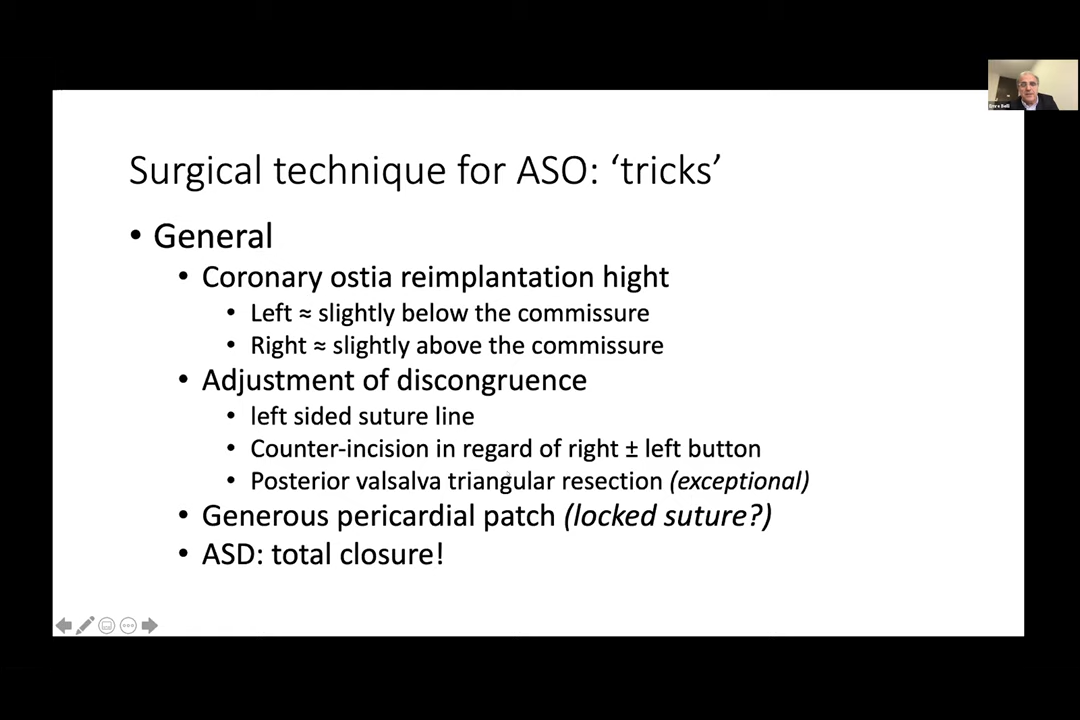 Surgical technique for ASO: ‘tricks’
• General
• Coronary ostia reimplantation hight
• Left ≈ slightly below the commissure
• Right ≈ slightly above the commissure
• Adjustment of discongruence
• left sided suture line
• Counter-incision in regard of right ± left button
• Posterior valsalva triangular resection (exceptional)
• Generous pericardial patch (locked suture?)
• ASD: total closure!
Emre Belli